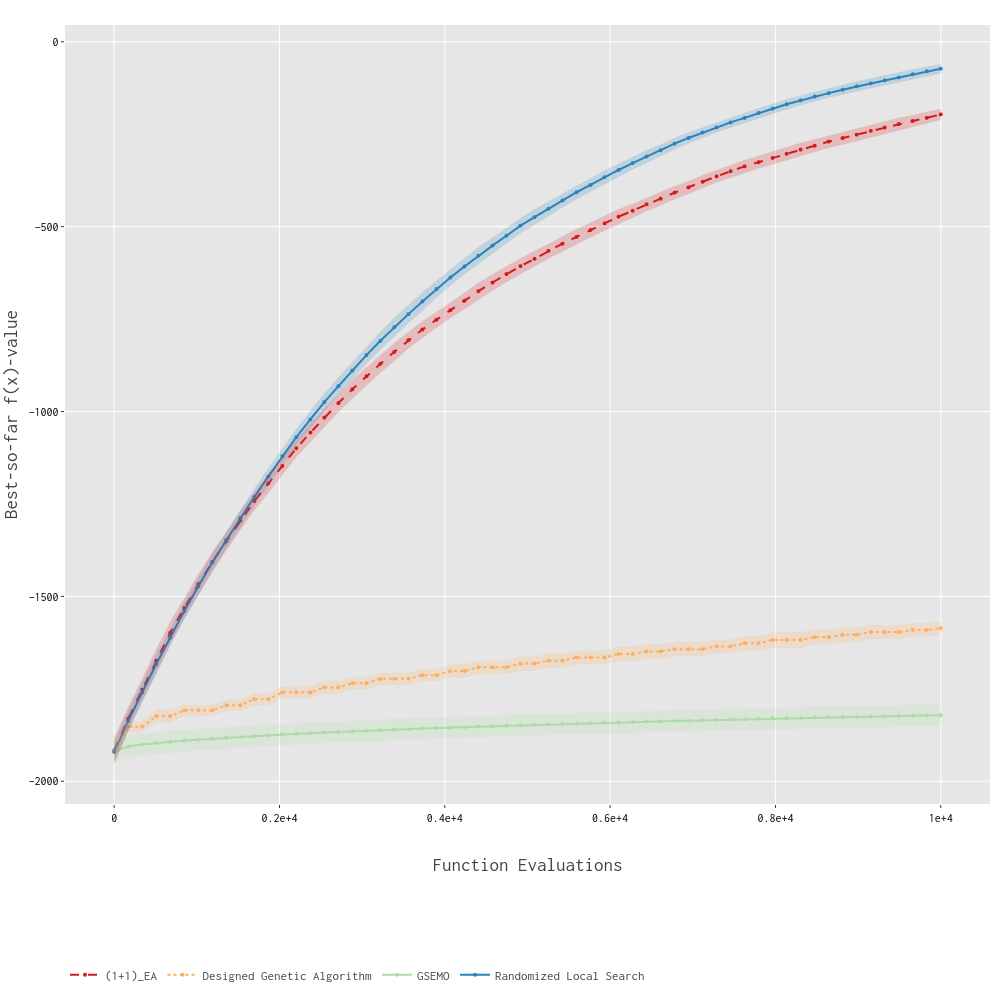 Best-so-far f(x)-value
0
−500
−1000
−1500
−2000
0
0.2e+4
0.4e+4
0.6e+4
0.8e+4
1e+4
Function Evaluations
(1+1)_EA
Designed Genetic Algorithm
GSEMO
Randomized Local Search